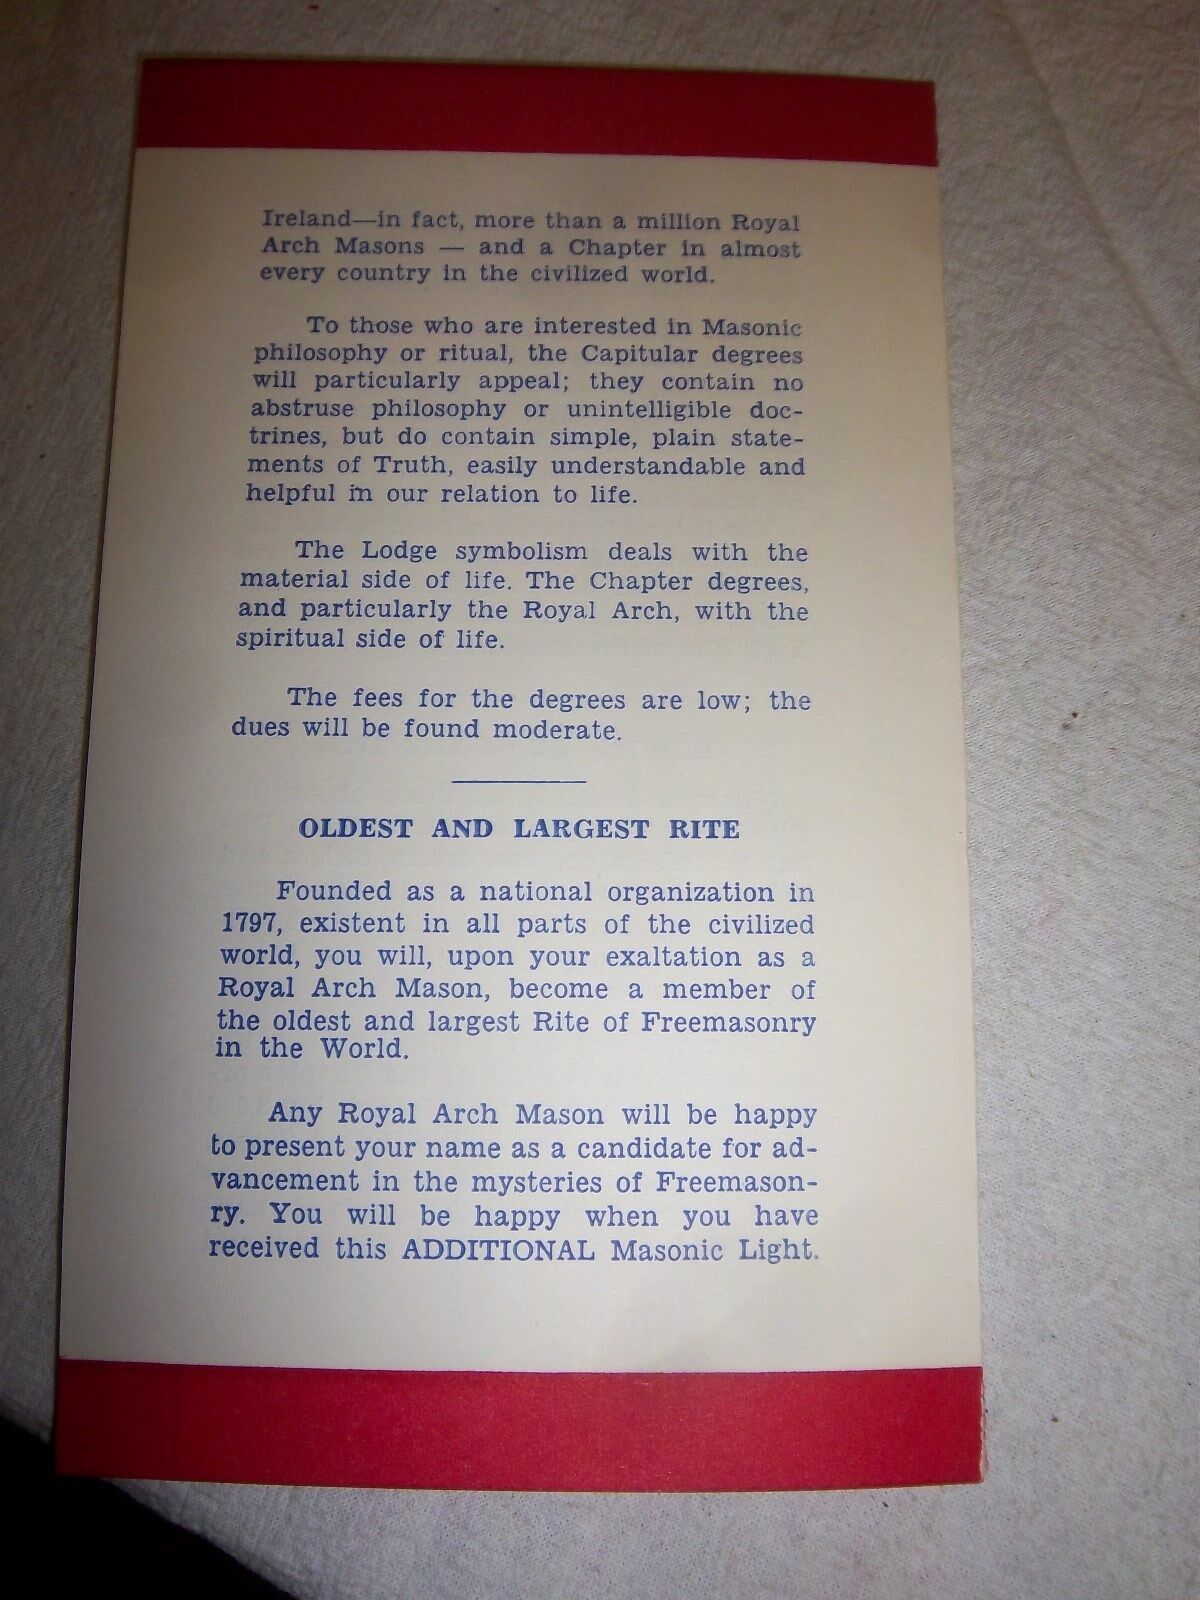 Ireland—in fact, more than a million Royal
Arch Masons — and a Chapter in almost
every country in the civilized world.
To those who are interested in Masonic
philosophy or ritual, the Capitular degrees
will particularly appeal; they contain no
abstruse philosophy or unintelligible doc-
trines, but do contain simple, plain state-
ments of Truth, easily understandable and
helpful in our relation to life.
The Lodge symbolism deals with the
material side of life. The Chapter degrees,
and particularly the Royal Arch, with the
spiritual side of life.
The fees for the degrees are low; the
dues will be found moderate.
OLDEST AND LARGEST RITE
Founded as a national organization in
1797, existent in all parts of the civilized
world, you will, upon your exaltation as a
Royal Arch Mason, become a member of
the oldest and largest Rite of Freemasonry
in the World.
Any Royal Arch Mason will be happy
to present your name as a candidate for ad-
vancement in the mysteries of Freemason-
ry. You will be happy when you have
received this ADDITIONAL Masonic Light.